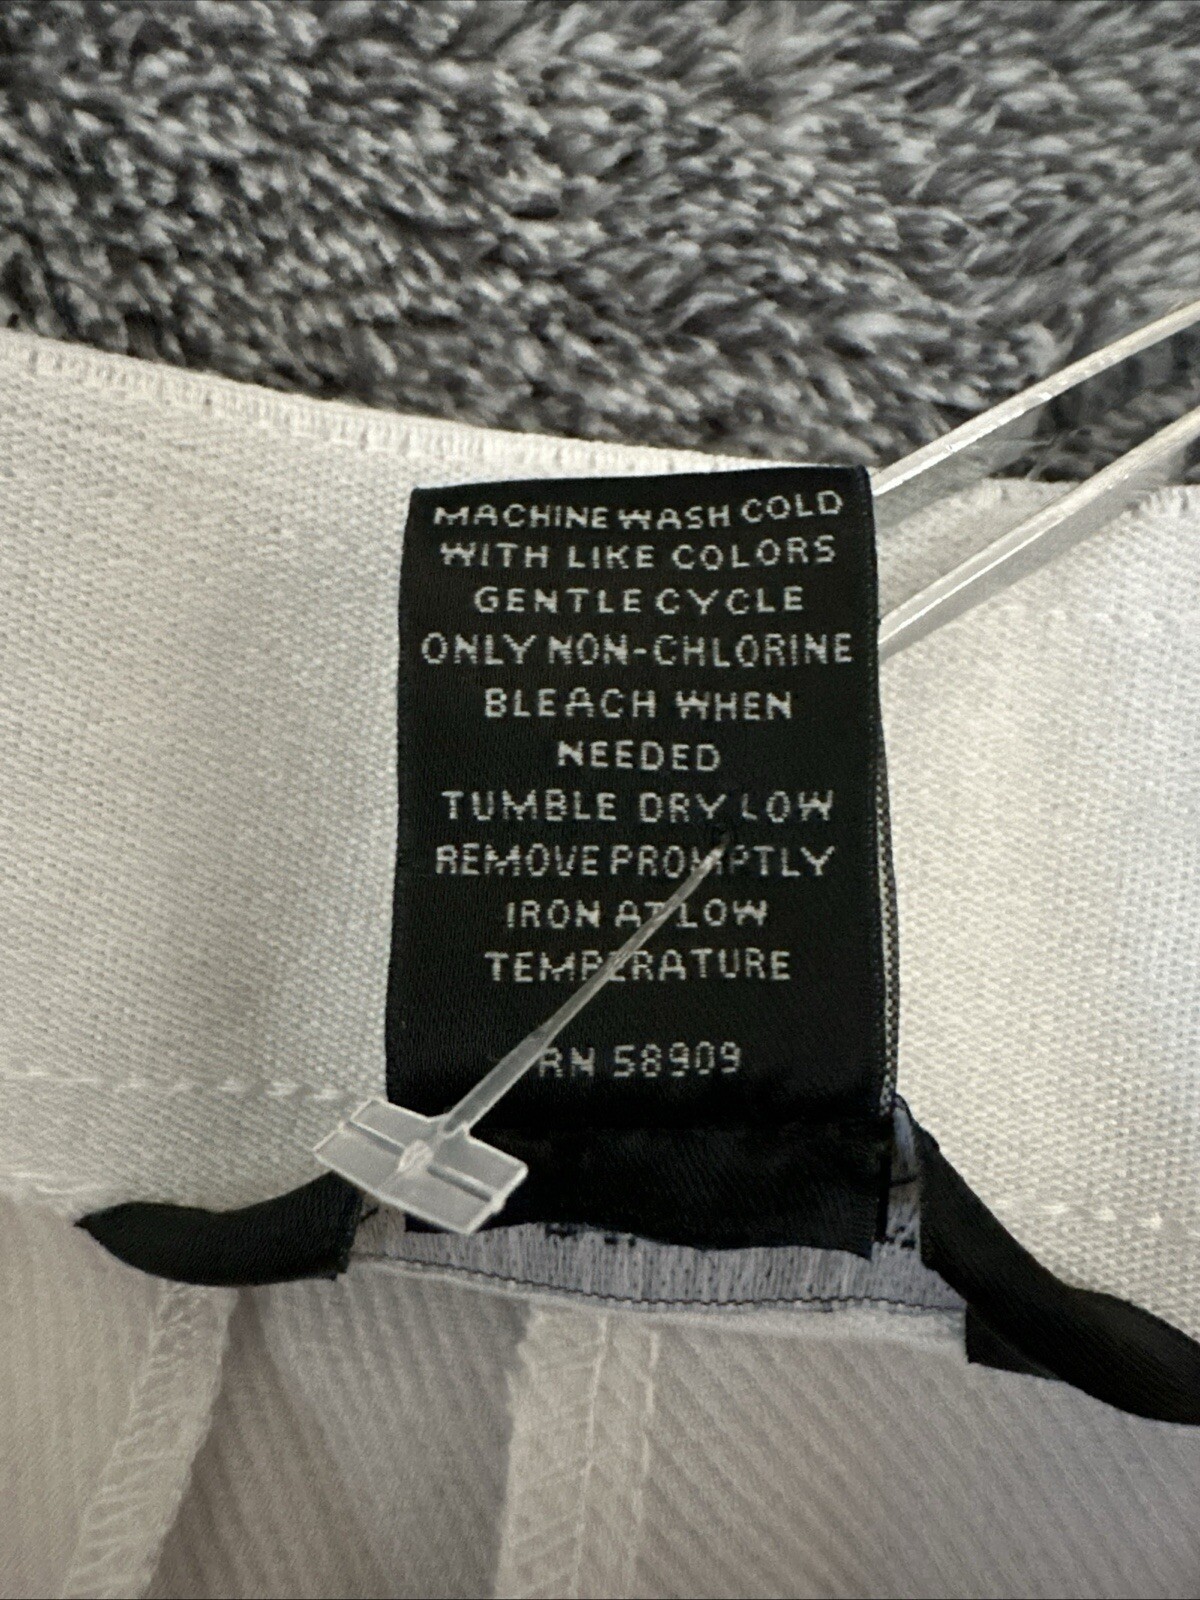 MACHINE WASH COLD
WITH LIKE COLORS
GENTLE CYCLE
ONLY NON-CHLORINE
BLEACH WHEN
NEEDED
TUMBLE DRY LOW
REMOVE PROMPTLY
IRON AT LOW
TEMPERATURE
RN 58909